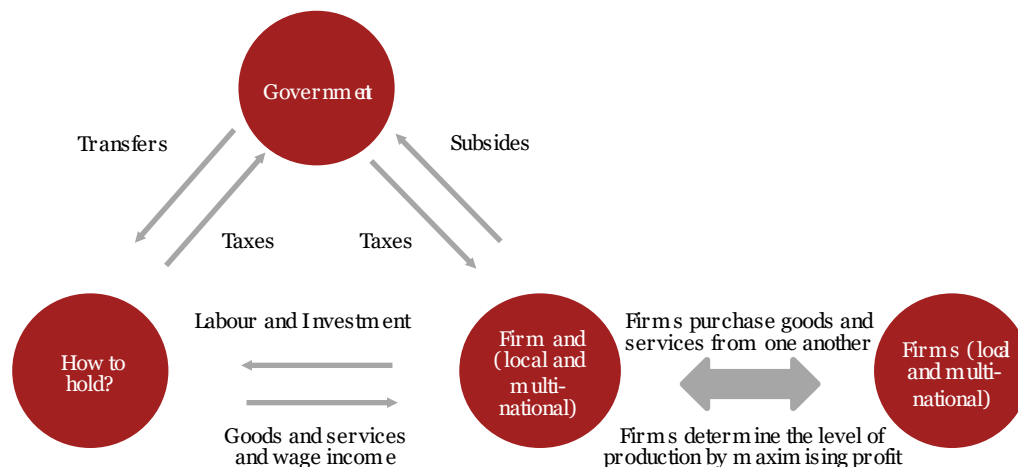 Government
Transfers
Subsides
Taxes
Taxes
Labour and Investment
How to
hold?
Goods and services
and wage income
Firm and
(local and
multi-
national)
Firms purchase goods and
services from one another
Firms determine the level of
production by maximising profit
Firms (local
and multi-
national)